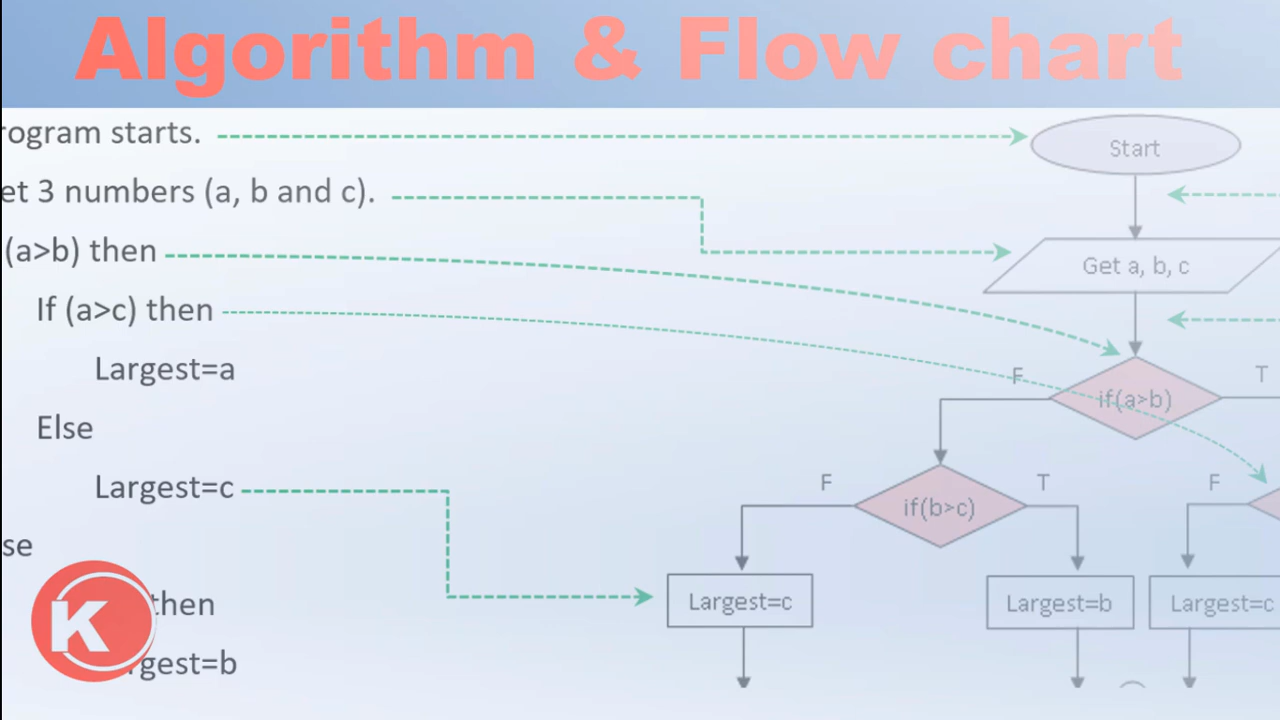 Algorithm & Flow chart
rogram starts.
et 3 numbers (a, b and c).
(a>b) then
If (a>c) then
Largest=a
Else
Largest=c
se
then
rgest=b
K
Start
Get a, b, c
F
if(a>b)
T
F
if(b>c)
T
F
Largest=c
Largest=b
Largest=c